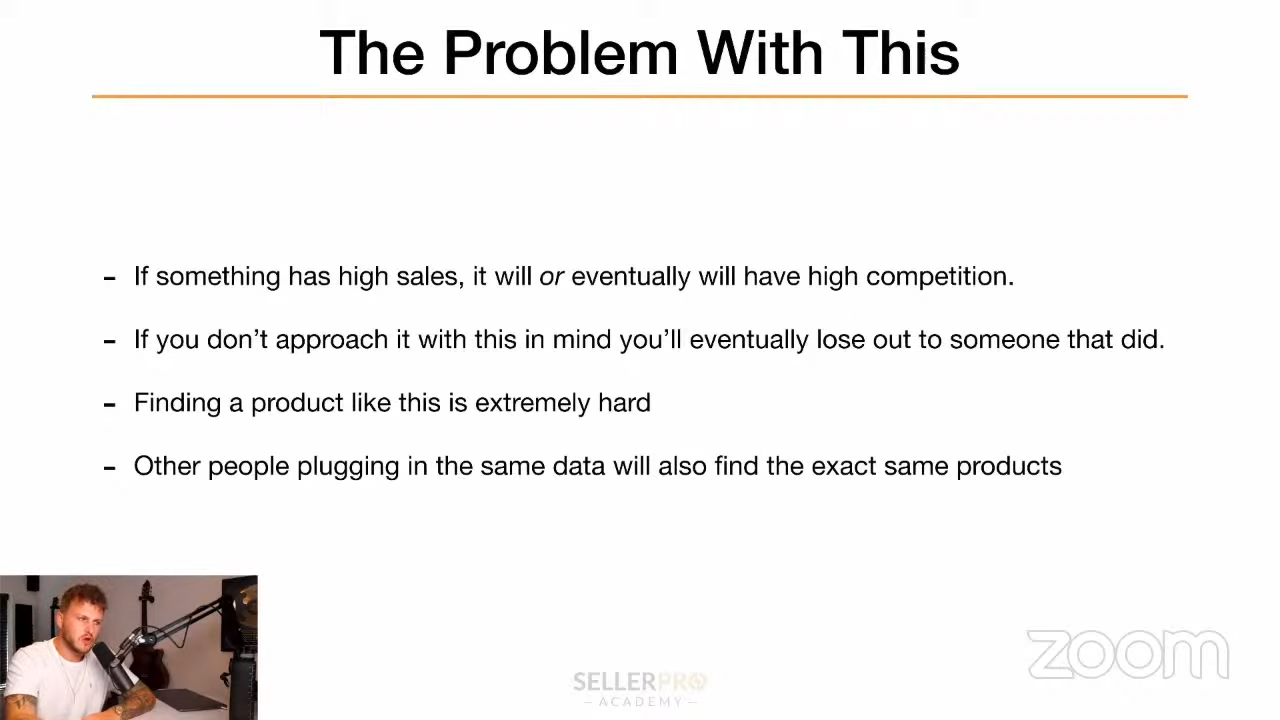 The Problem With This
- If something has high sales, it will or eventually will have high competition.
- If you don’t approach it with this in mind you’ll eventually lose out to someone that did.
- Finding a product like this is extremely hard
- Other people plugging in the same data will also find the exact same products
zoom
SELLERPRO
–ACADEMY–